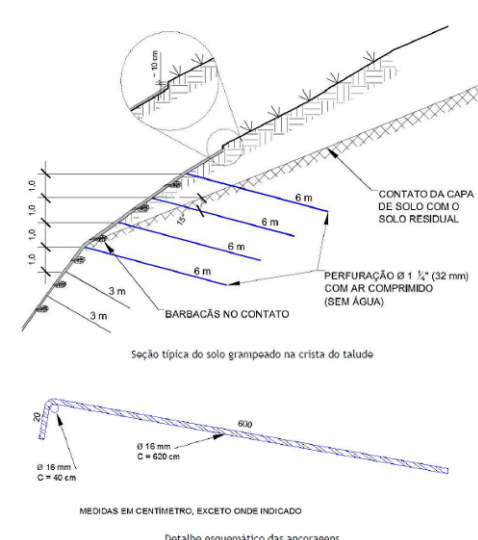 ~ 10 cm
1,0
1,0
1,0
1,0
6 m
6 m
6 m
6 m
15°
3 m
3 m
CONTATO DA CAPA
DE SOLO COM O
SOLO RESIDUAL
PERFURAÇÃO Ø 1 ¼" (32 mm)
COM AR COMPRIMIDO
(SEM ÁGUA)
BARBACÃS NO CONTATO
Seção típica do solo grampeado na crista do talude
20
600
Ø 16 mm
C = 620 cm
Ø 16 mm
C = 40 cm
MEDIDAS EM CENTÍMETRO, EXCETO ONDE INDICADO
Detalhe esquemático das ancoragens